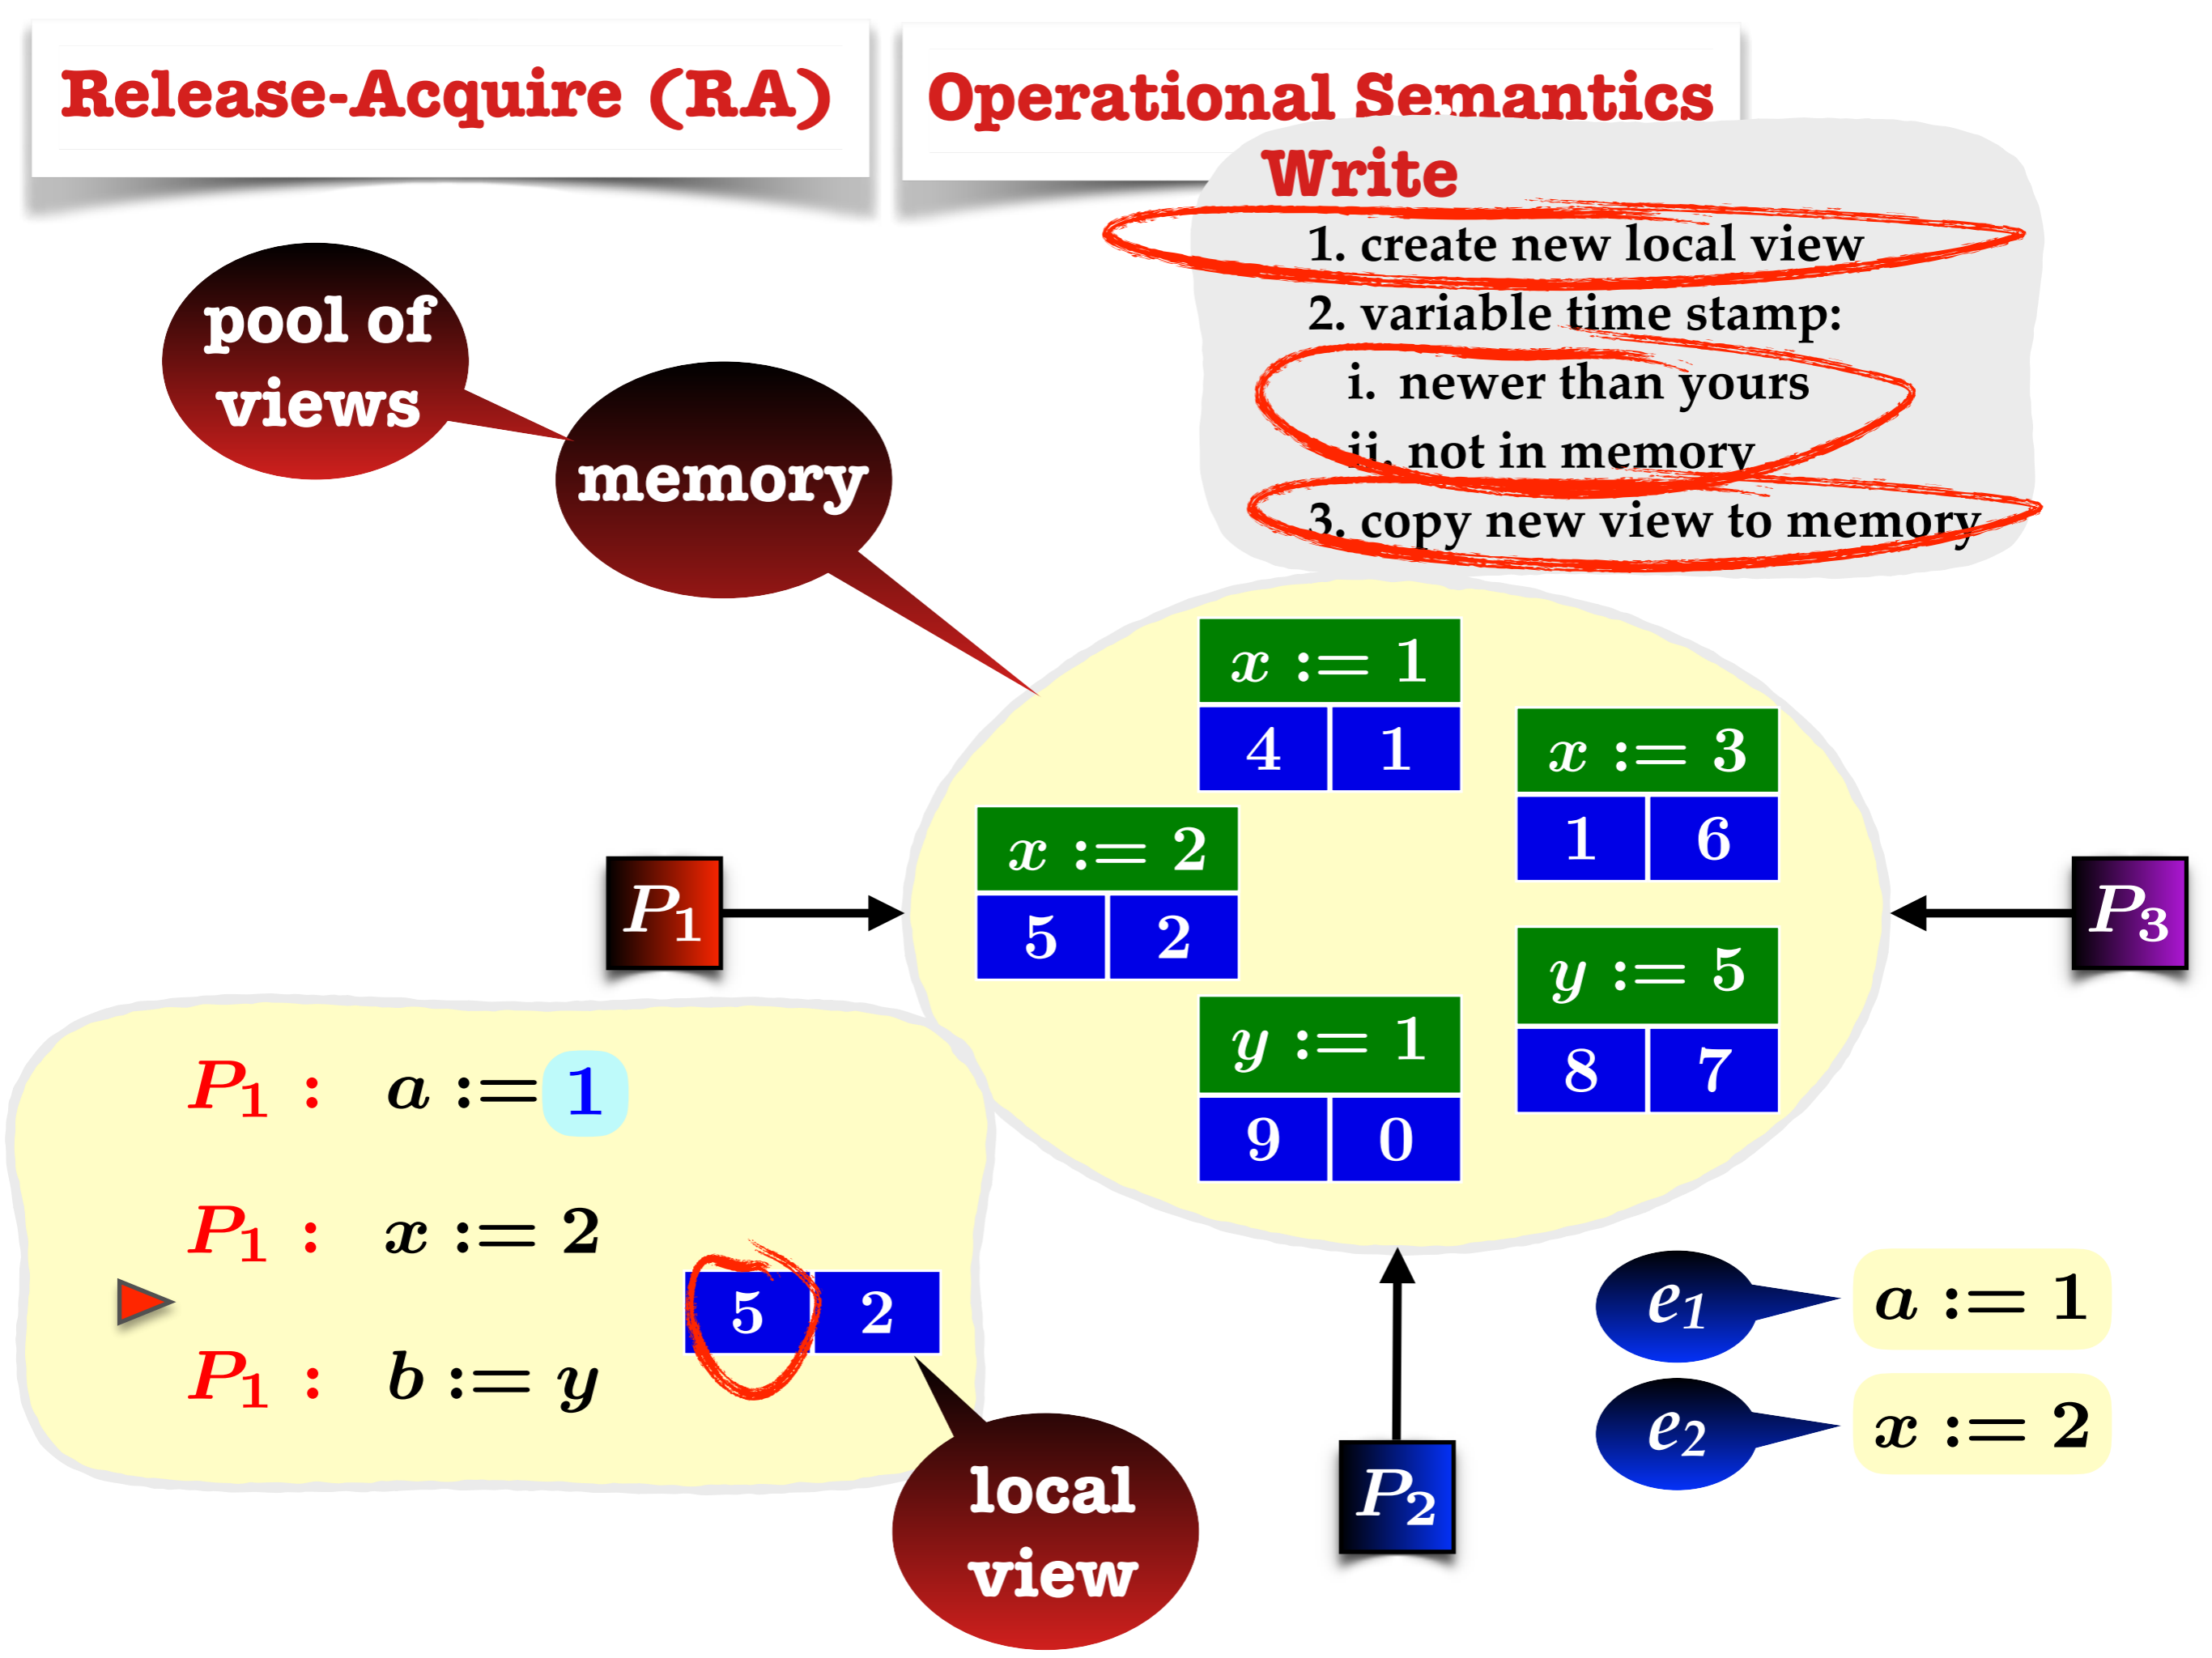 Release-Acquire (RA)
Operational Semantics
Write
1. create new local view
2. variable time stamp:
i. newer than yours
ii. not in memory
3. copy new view to memory
pool of
views
memory
x := 1
4 1
x := 3
1 6
x := 2
5 2
y := 5
8 7
y := 1
9 0
P₁
P₃
P₂
P₁ : a := 1
P₁ : x := 2
P₁ : b := y
5 2
local
view
e₁
a := 1
e₂
x := 2